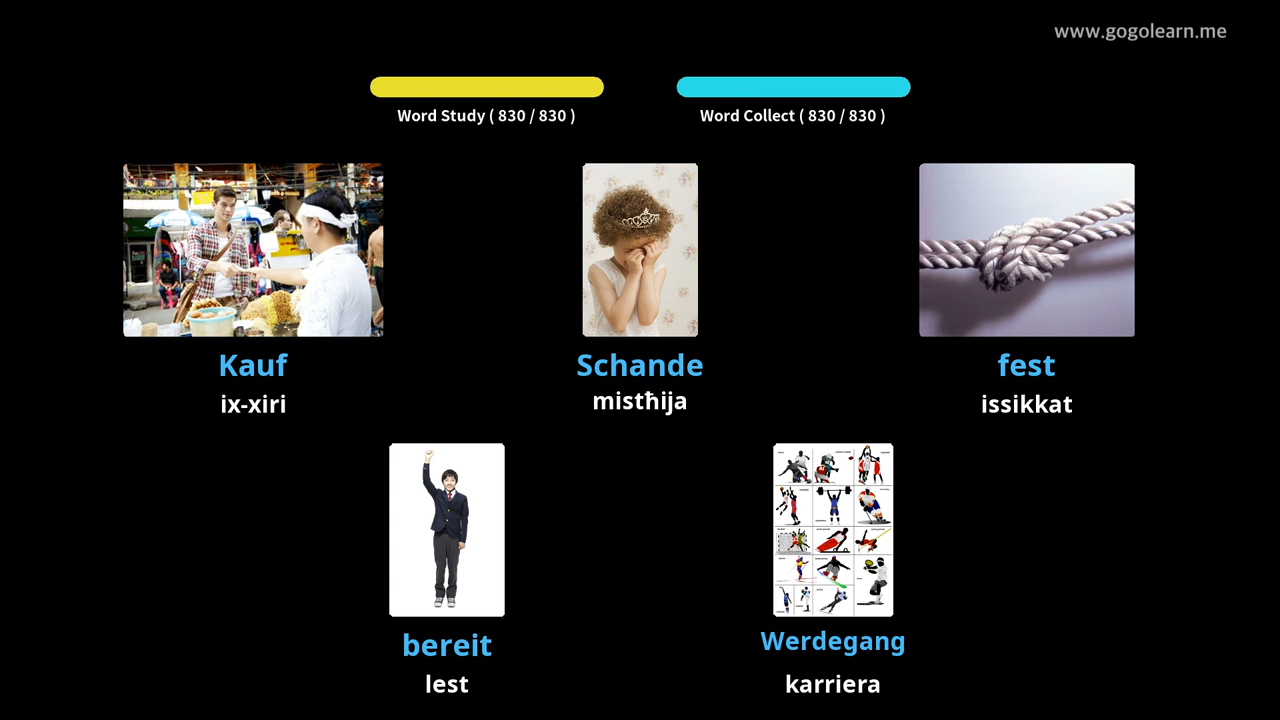 www.gogolearn.me
Word Study ( 830 / 830 )
Word Collect ( 830 / 830 )
Kauf
ix-xiri
Schande
mistħija
fest
issikkat
bereit
lest
Werdegang
karriera